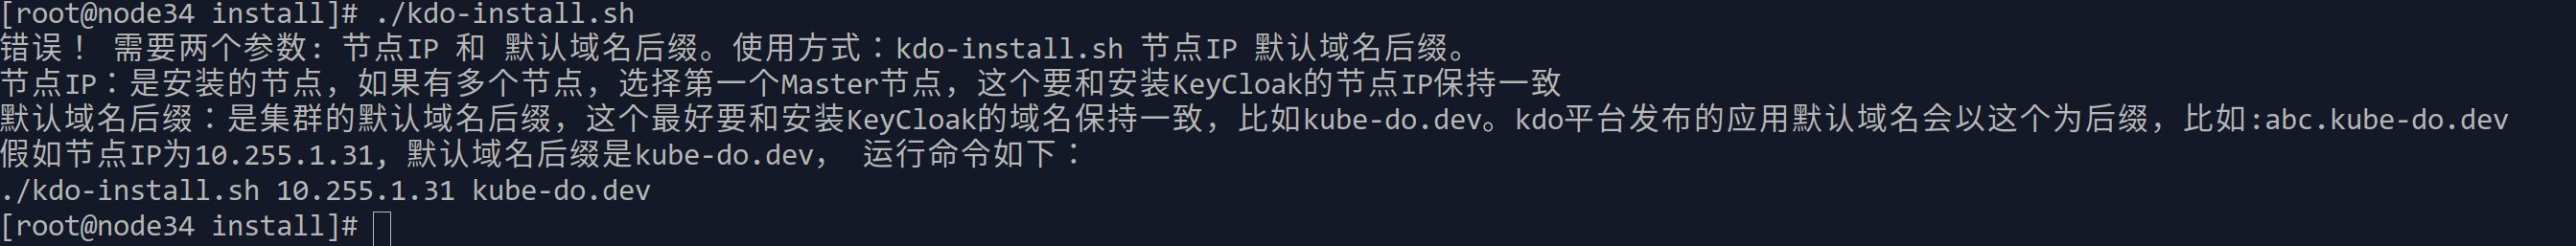 [root@node34 install]# ./kdo-install.sh
错误！ 需要两个参数: 节点IP 和 默认域名后缀。使用方式：kdo-install.sh 节点IP 默认域名后缀。
节点IP：是安装的节点，如果有多个节点，选择第一个Master节点，这个要和安装KeyCloak的节点IP保持一致
默认域名后缀：是集群的默认域名后缀，这个最好要和安装KeyCloak的域名保持一致，比如kube-do.dev。kdo平台发布的应用默认域名会以这个为后缀，比如:abc.kube-do.dev
假如节点IP为10.255.1.31, 默认域名后缀是kube-do.dev， 运行命令如下：
./kdo-install.sh 10.255.1.31 kube-do.dev
[root@node34 install]#